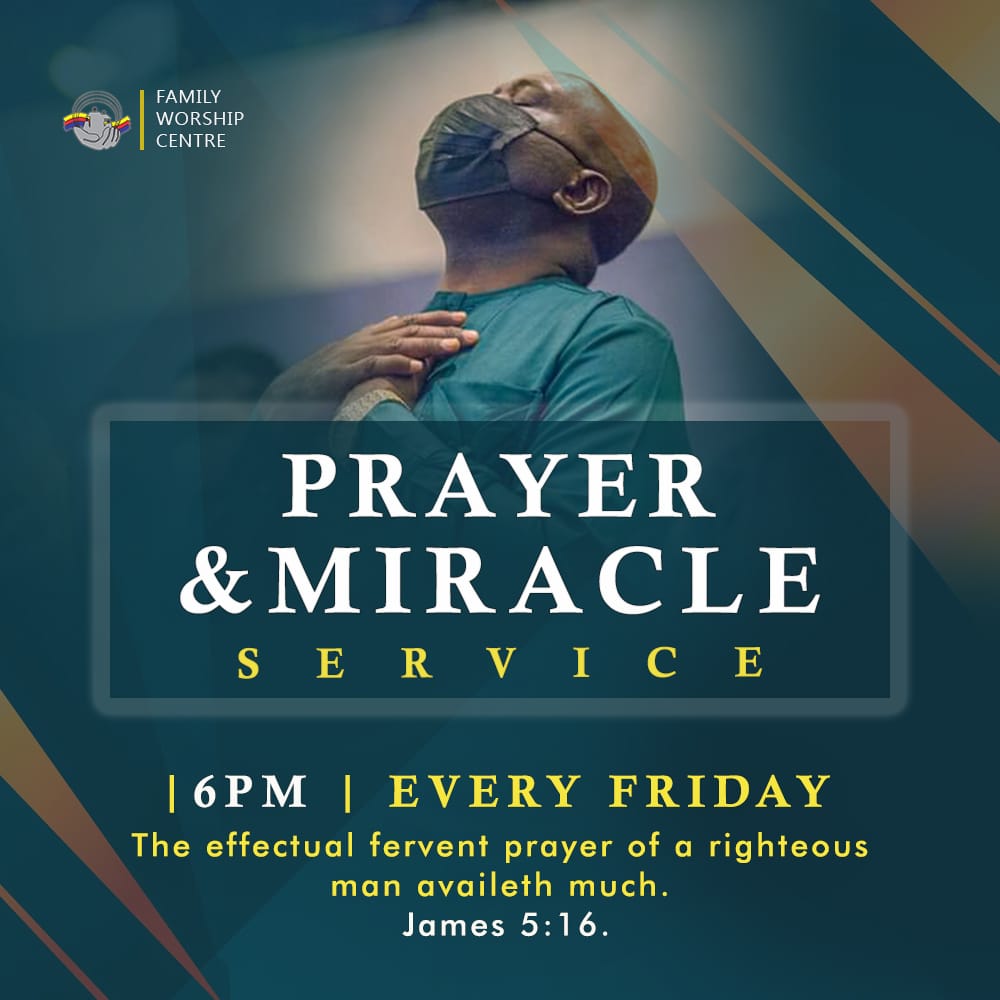 FAMILY
WORSHIP
CENTRE
PRAYER
&MIRACLE
SERVICE
|6PM | EVERY FRIDAY
The effectual fervent prayer of a righteous
man availeth much.
James 5:16.